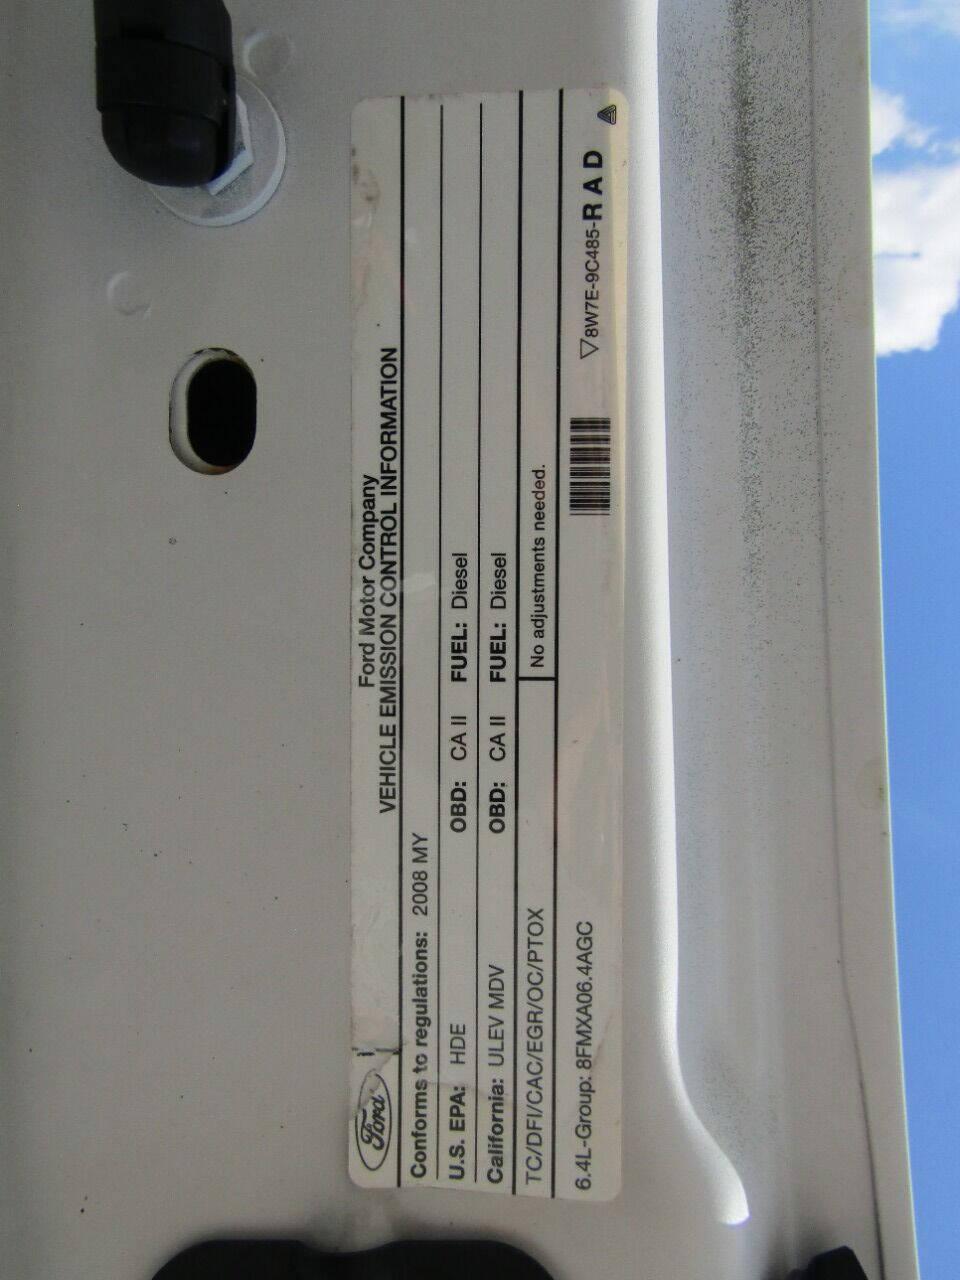 Ford
Ford Motor Company
VEHICLE EMISSION CONTROL INFORMATION
Conforms to regulations: 2008 MY
U.S. EPA: HDE OBD: CA II FUEL: Diesel
California: ULEV MDV OBD: CA II FUEL: Diesel
TC/DFI/CAC/EGR/OC/PTOX No adjustments needed.
6.4L-Group: 8FMXA06.4AGC ▽8W7E-9C485-R A D